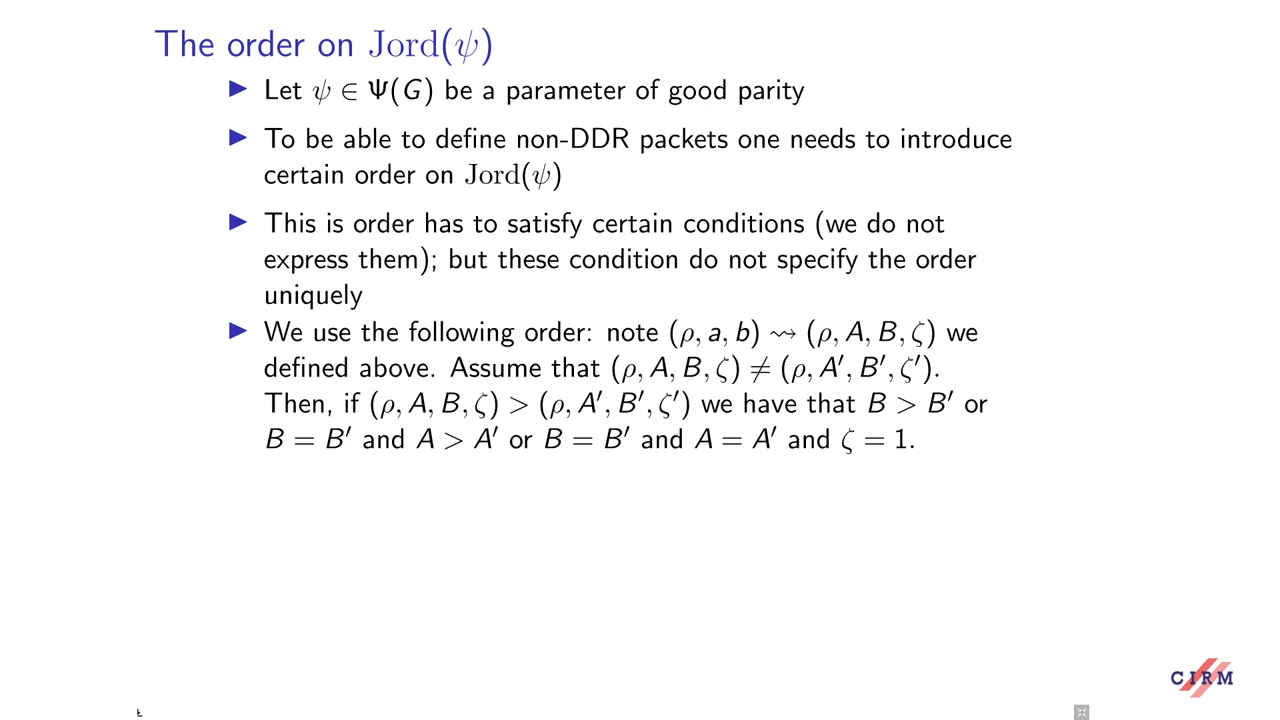 The order on Jord(ψ)
▶ Let ψ ∈ Ψ(G) be a parameter of good parity
▶ To be able to define non-DDR packets one needs to introduce
certain order on Jord(ψ)
▶ This is order has to satisfy certain conditions (we do not
express them); but these condition do not specify the order
uniquely
▶ We use the following order: note (ρ, a, b) ⇝ (ρ, A, B, ζ) we
defined above. Assume that (ρ, A, B, ζ) ≠ (ρ, A′, B′, ζ′).
Then, if (ρ, A, B, ζ) > (ρ, A′, B′, ζ′) we have that B > B′ or
B = B′ and A > A′ or B = B′ and A = A′ and ζ = 1.
CIRM
Ł